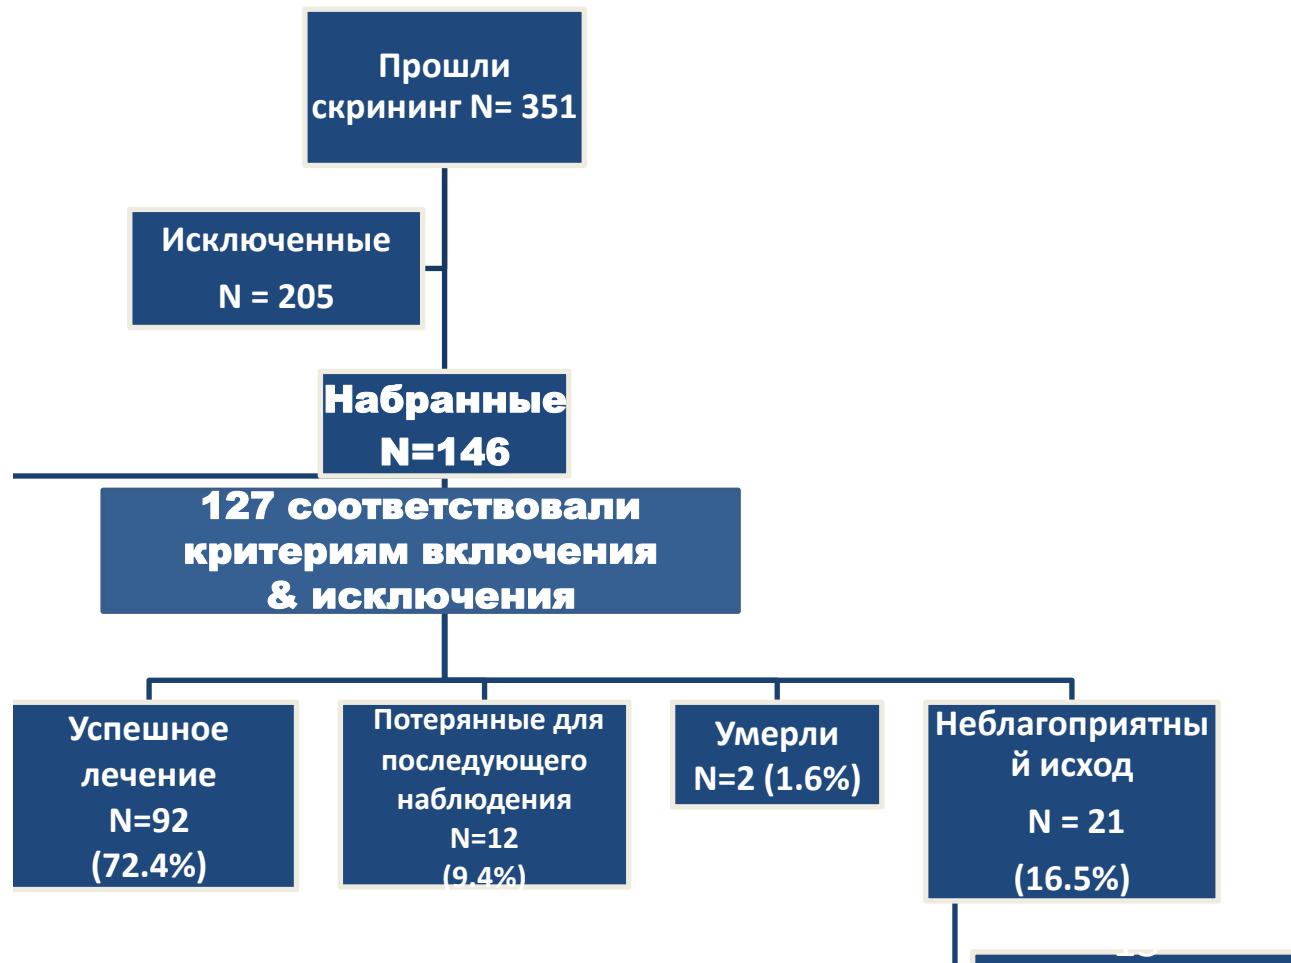 Прошли
скрининг N= 351
Исключенные
N = 205
Набранные
N=146
127 соответствовали
критериям включения
& исключения
Успешное
лечение
N=92
(72.4%)
Потерянные для
последующего
наблюдения
N=12
(9.4%)
Умерли
N=2 (1.6%)
Неблагоприятны
й исход
N = 21
(16.5%)